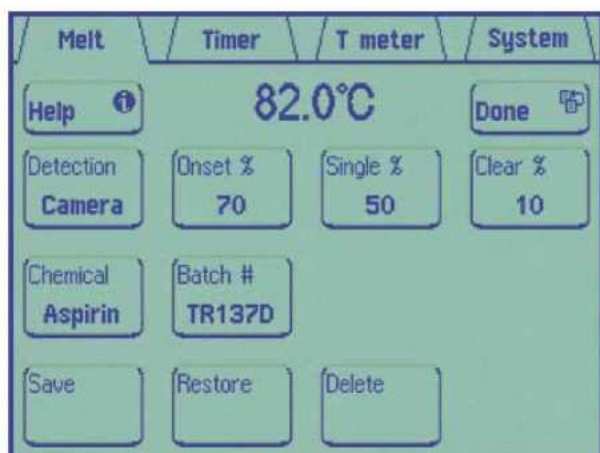 Melt Timer T meter System
Help 82.0°C Done
Detection Onset % Single % Clear %
Camera 70 50 10
Chemical Batch #
Aspirin TR137D
Save Restore Delete